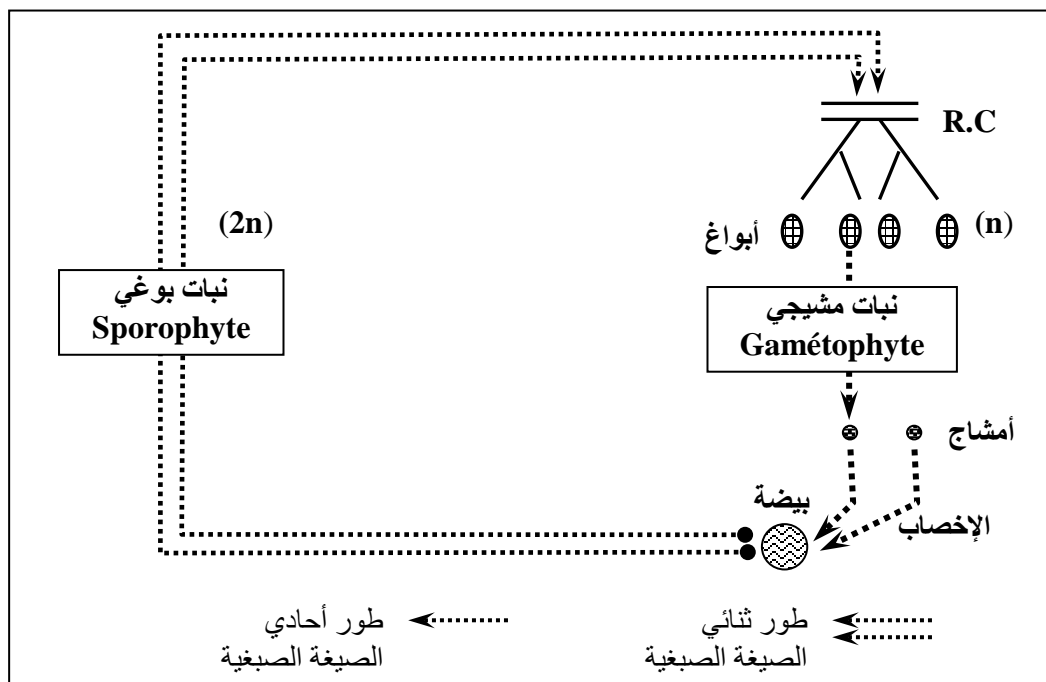 R.C
(2n)
أبواغ
(n)
نبات بوغي
Sporophyte
نبات مشيجي
Gamétophyte
أمشاج
بيضة
الإخصاب
طور ثنائي
الصيغة الصبغية
طور أحادي
الصيغة الصبغية